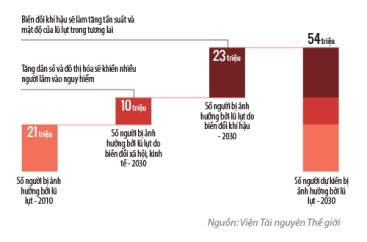 Biến đổi khí hậu sẽ làm tăng tần suất và
mật độ của lũ lụt trong tương lai
Tăng dân số và đô thị hóa sẽ khiến nhiều
người lâm vào nguy hiểm
21 triệu
Số người bị ảnh
hưởng bởi lũ
lụt - 2010
10 triệu
Số người bị ảnh
hưởng bởi lũ lụt do
biến đổi xã hội, kinh
tế - 2030
23 triệu
Số người bị ảnh
hưởng bởi lũ lụt do
biến đổi khí hậu
- 2030
54 triệu
Số người dự kiến bị
ảnh hưởng bởi lũ
lụt - 2030
Nguồn: Viện Tài nguyên Thế giới